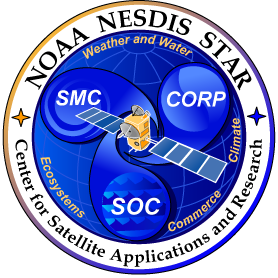 NOAA NESDIS STAR
Weather and Water
SMC
CORP
Climate
Ecosystems
SOC
Commerce
Center for Satellite Applications and Research